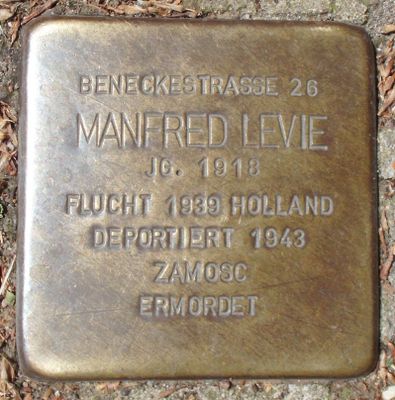 BENECKESTRASSE 26
MANFRED LEVIE
JG. 1918
FLUCHT 1939 HOLLAND
DEPORTIERT 1943
ZAMOSC
ERMORDET